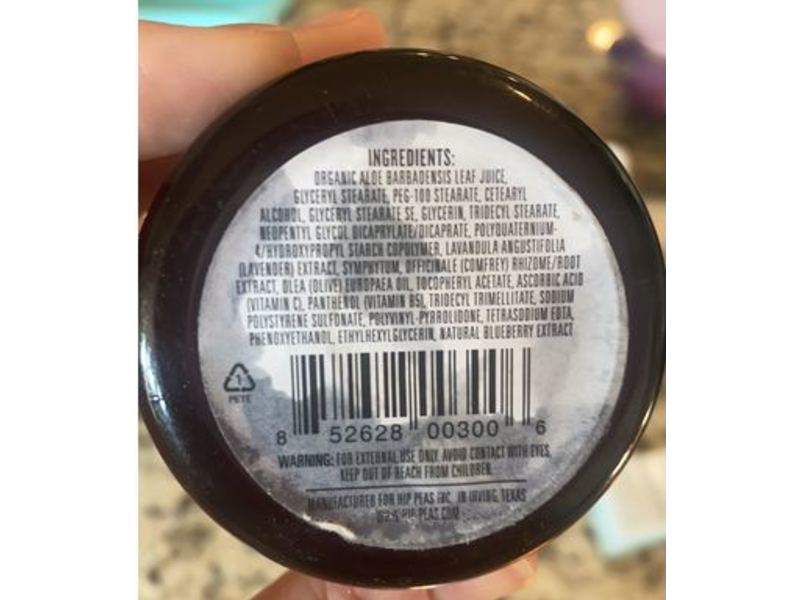 INGREDIENTS:
ORGANIC ALOE BARBADENSIS LEAF JUICE,
GLYCERYL STEARATE, PEG-100 STEARATE, CETEARYL
ALCOHOL, GLYCERYL STEARATE SE, GLYCERIN, TRIDECYL STEARATE,
NEOPENTYL GLYCOL DICAPRYLATE/DICAPRATE, POLYQUATERNIUM-
4/HYDROXYPROPYL STARCH COPOLYMER, LAVANDULA ANGUSTIFOLIA
(LAVENDER) EXTRACT, SYMPHYTUM, OFFICINALE (COMFREY) RHIZOME/ROOT
EXTRACT, OLEA (OLIVE) EUROPAEA OIL, TOCOPHERYL ACETATE, ASCORBIC ACID
(VITAMIN C), PANTHENOL (VITAMIN B5), TRIDECYL TRIMELLITATE, SODIUM
POLYSTYRENE SULFONATE, POLYVINYL-PYRROLIDONE, TETRASODIUM EDTA,
PHENOXYETHANOL, ETHYLHEXYLGLYCERIN, NATURAL BLUEBERRY EXTRACT
1
PETE
8 52628 00300 6
WARNING: FOR EXTERNAL USE ONLY. AVOID CONTACT WITH EYES.
KEEP OUT OF REACH FROM CHILDREN.
MANUFACTURED FOR HIP PEAS INC. IN IRVING, TEXAS
HIP-PEAS.COM